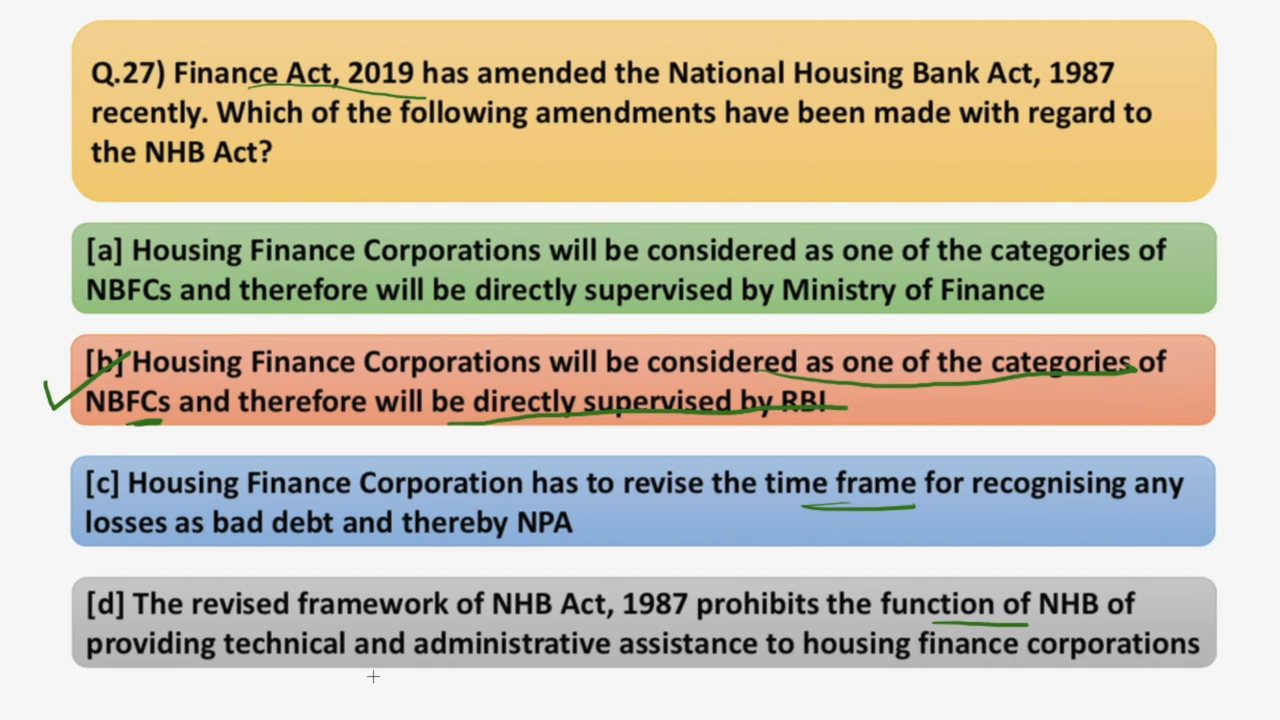 Q.27) Finance Act, 2019 has amended the National Housing Bank Act, 1987
recently. Which of the following amendments have been made with regard to
the NHB Act?
[a] Housing Finance Corporations will be considered as one of the categories of
NBFCs and therefore will be directly supervised by Ministry of Finance
[b] Housing Finance Corporations will be considered as one of the categories of
NBFCs and therefore will be directly supervised by RBI
[c] Housing Finance Corporation has to revise the time frame for recognising any
losses as bad debt and thereby NPA
[d] The revised framework of NHB Act, 1987 prohibits the function of NHB of
providing technical and administrative assistance to housing finance corporations